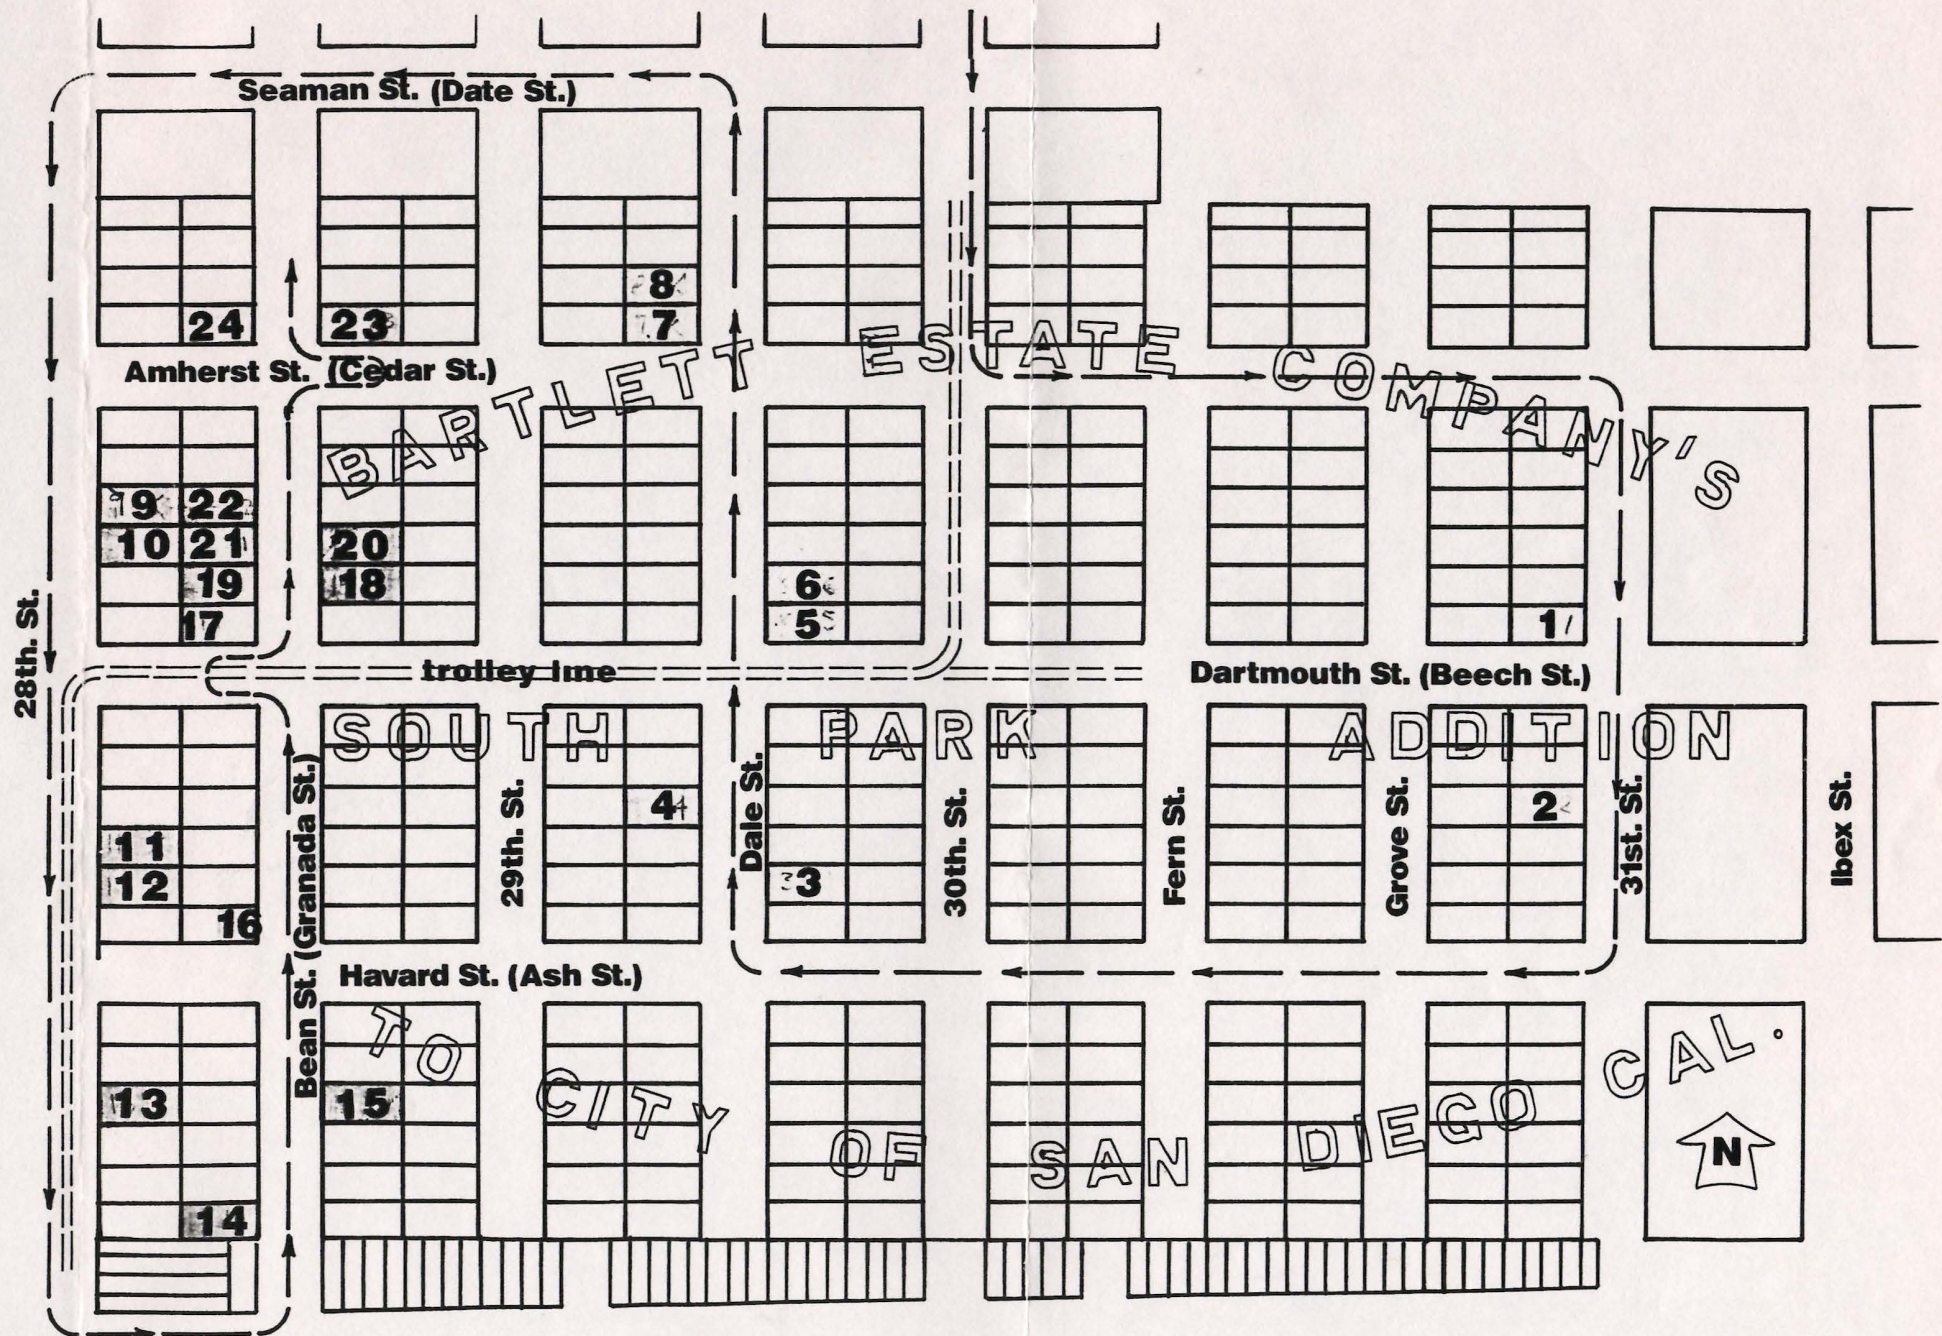 Seaman St. (Date St.)
8
24
23
7
Amherst St. (Cedar St.)
BARTLETT ESTATE COMPANY'S
9 22
10 21
20
19
18
6
17
5
1
28th. St.
trolley line
Dartmouth St. (Beech St.)
SOUTH PARK ADDITION
4
2
11
12
3
16
Bean St. (Granada St.)
29th. St.
Dale St.
30th. St.
Fern St.
Grove St.
31st. St.
Ibex St.
Havard St. (Ash St.)
TO CITY OF SAN DIEGO CAL.
13
15
N
14